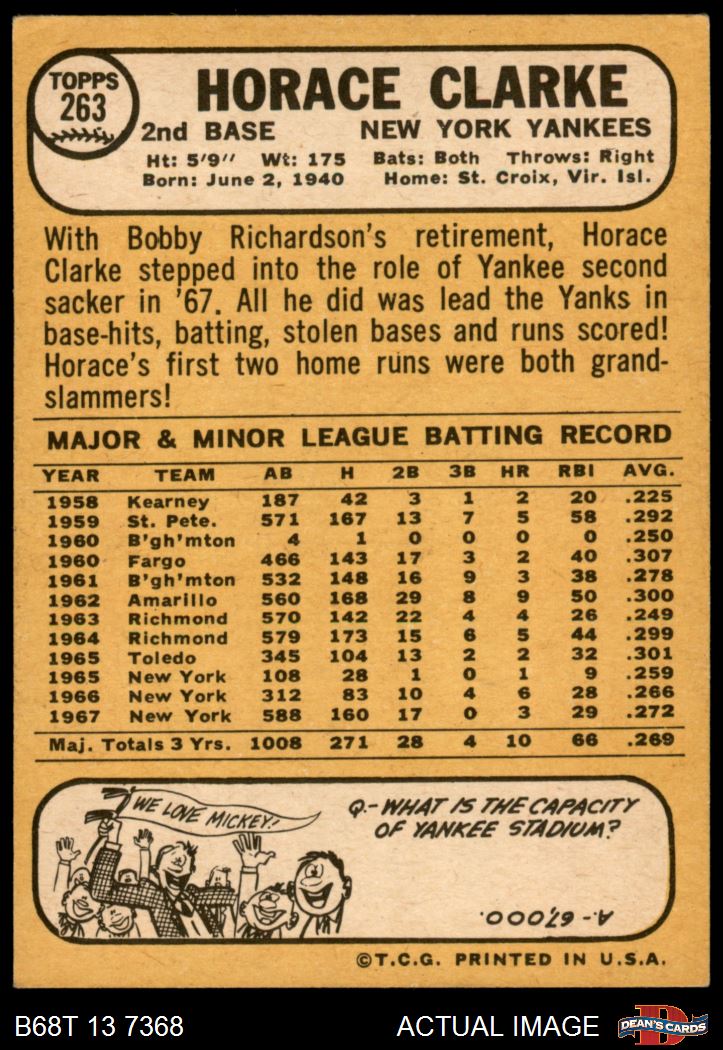 TOPPS
263
HORACE CLARKE
2nd BASE NEW YORK YANKEES
Ht: 5'9" Wt: 175 Bats: Both Throws: Right
Born: June 2, 1940 Home: St. Croix, Vir. Isl.
With Bobby Richardson's retirement, Horace
Clarke stepped into the role of Yankee second
sacker in '67. All he did was lead the Yanks in
base-hits, batting, stolen bases and runs scored!
Horace's first two home runs were both grand-
slammers!
MAJOR & MINOR LEAGUE BATTING RECORD
YEAR TEAM AB H 2B 3B HR RBI AVG.
1958 Kearney 187 42 3 1 2 20 .225
1959 St. Pete. 571 167 13 7 5 58 .292
1960 B'gh'mton 4 1 0 0 0 0 .250
1960 Fargo 466 143 17 3 2 40 .307
1961 B'gh'mton 532 148 16 9 3 38 .278
1962 Amarillo 560 168 29 8 9 50 .300
1963 Richmond 570 142 22 4 4 26 .249
1964 Richmond 579 173 15 6 5 44 .299
1965 Toledo 345 104 13 2 2 32 .301
1965 New York 108 28 1 0 1 9 .259
1966 New York 312 83 10 4 6 28 .266
1967 New York 588 160 17 0 3 29 .272
Maj. Totals 3 Yrs. 1008 271 28 4 10 66 .269
WE LOVE MICKEY!
Q.-WHAT IS THE CAPACITY
OF YANKEE STADIUM?
A.-67,000.
©T.C.G. PRINTED IN U.S.A.
B68T 13 7368 ACTUAL IMAGE
D
DEAN'S CARDS